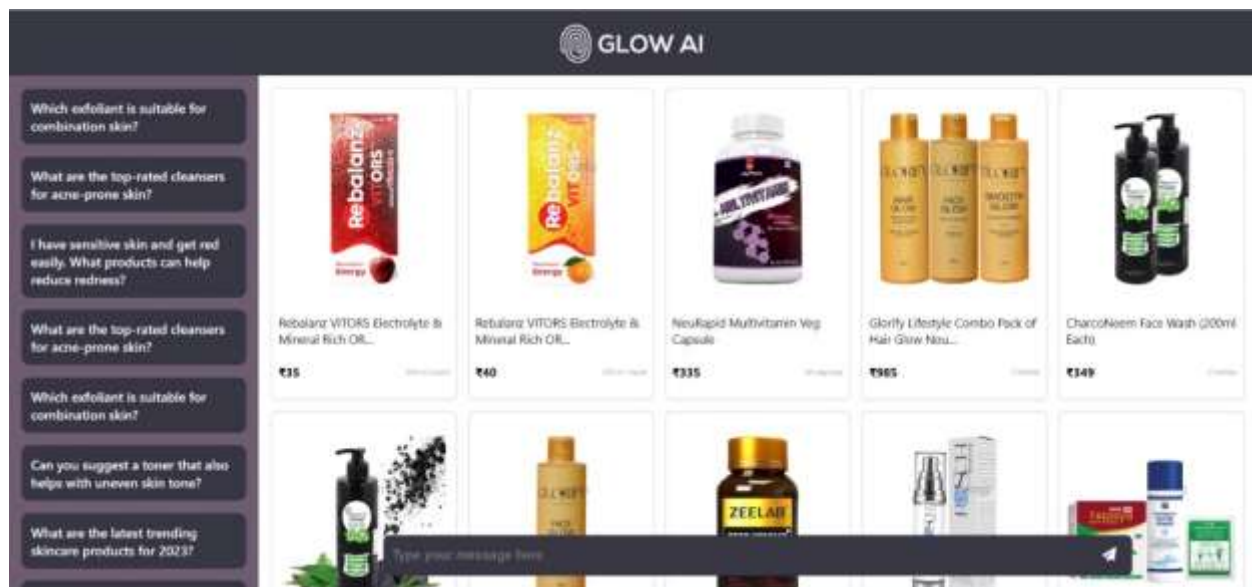 GLOW AI
Which exfoliant is suitable for
combination skin?
What are the top-rated cleansers
for acne-prone skin?
I have sensitive skin and get red
easily. What products can help
reduce redness?
What are the top-rated cleansers
for acne-prone skin?
Which exfoliant is suitable for
combination skin?
Can you suggest a toner that also
helps with uneven skin tone?
What are the latest trending
skincare products for 2023?
Rebalanz
VITORS
Energy
Rebalanz VITORS Electrolyte &
Mineral Rich OR...
₹35
Rebalanz
VITORS
Energy
Rebalanz VITORS Electrolyte &
Mineral Rich OR...
₹40
NeuRapid Multivitamin Veg
Capsule
₹335
Glorify Lifestyle Combo Pack of
Hair Glow Nou...
₹985
CharcoNeem Face Wash (200ml
Each)
₹349
ZEELAB
Type your message here